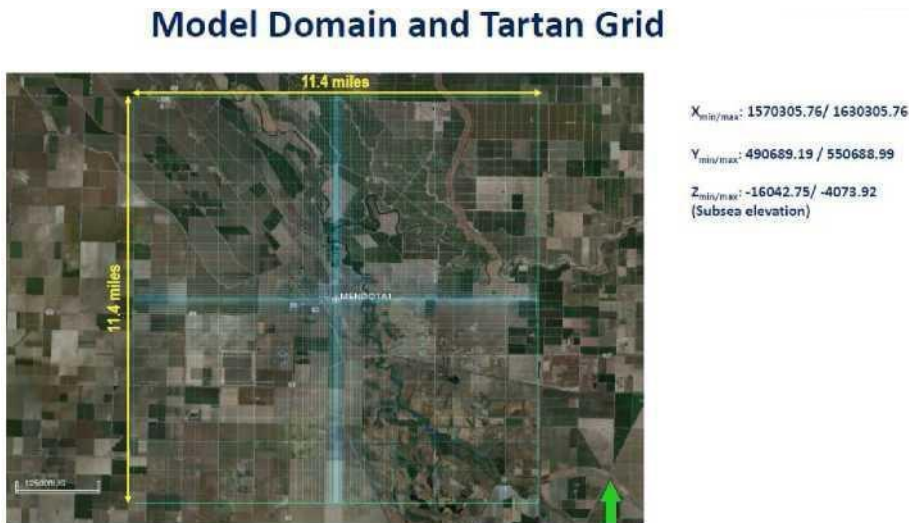 Model Domain and Tartan Grid
11.4 miles
11.4 miles
MENDOTA1
Xmin/max: 1570305.76/ 1630305.76
Ymin/max: 490689.19 / 550688.99
Zmin/max: -16042.75/ -4073.92
(Subsea elevation)